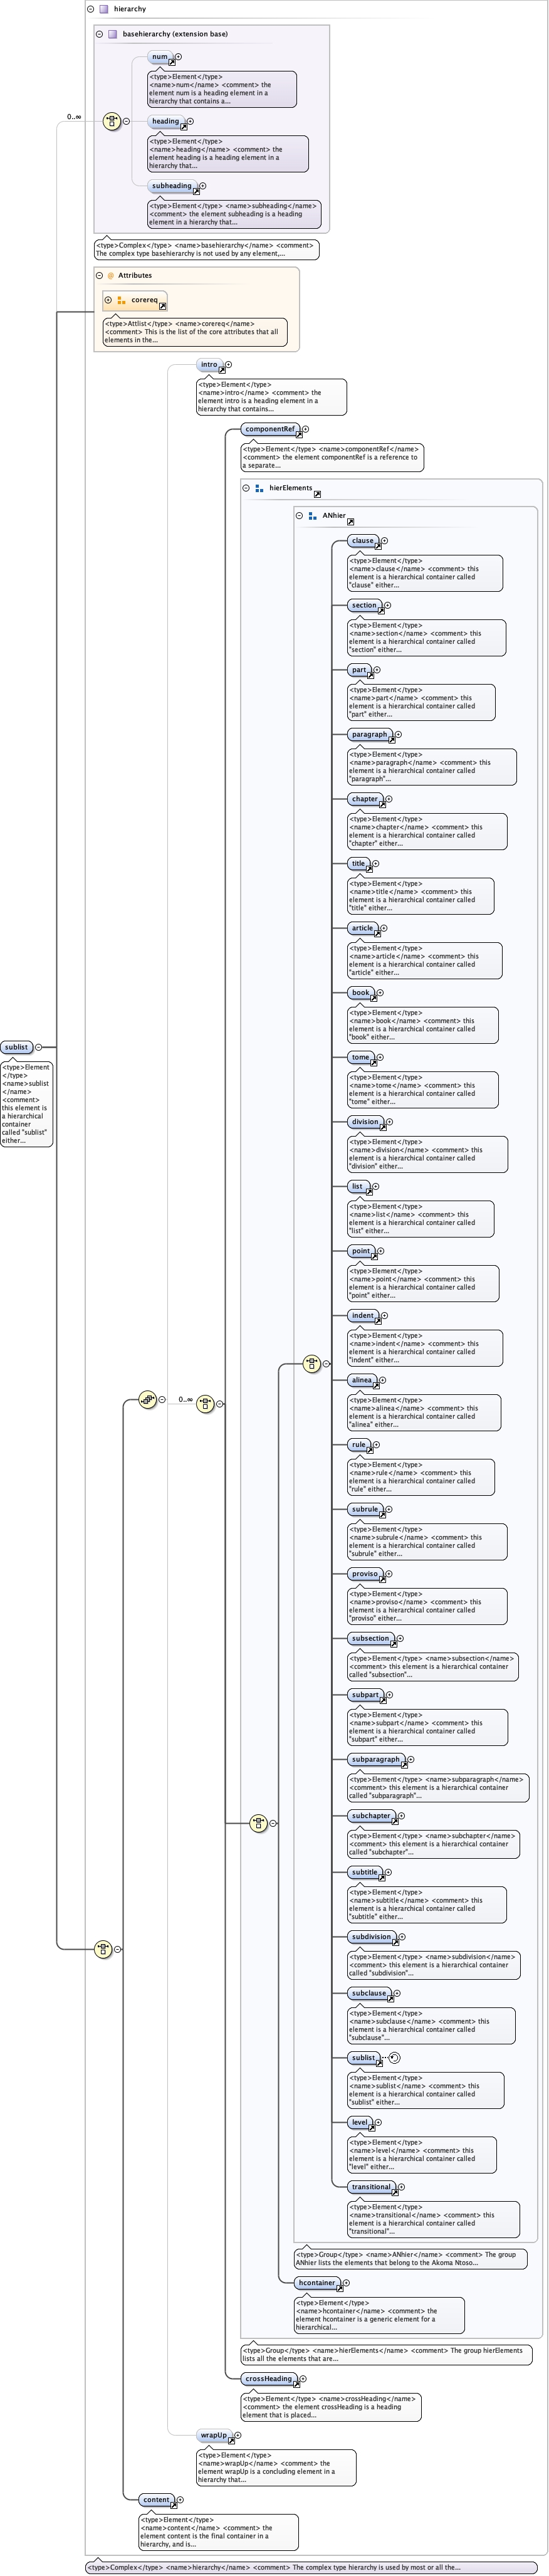 hierarchy
basehierarchy (extension base)
num
<type>Element</type>
<name>num</name> <comment> the
element num is a heading element in a
hierarchy that contains a...
0..∞
heading
<type>Element</type>
<name>heading</name> <comment> the
element heading is a heading element in a
hierarchy that...
subheading
<type>Element</type> <name>subheading</name>
<comment> the element subheading is a heading
element in a hierarchy that...
<type>Complex</type> <name>basehierarchy</name> <comment>
The complex type basehierarchy is not used by any element,...
@ Attributes
corereq
<type>Attlist</type> <name>corereq</name>
<comment> This is the list of the core attributes that all
elements in the...
intro
<type>Element</type>
<name>intro</name> <comment> the
element intro is a heading element in a
hierarchy that contains...
componentRef
<type>Element</type> <name>componentRef</name>
<comment> the element componentRef is a reference to
a separate...
hierElements
ANhier
clause
<type>Element</type>
<name>clause</name> <comment> this
element is a hierarchical container called
"clause" either...
section
<type>Element</type>
<name>section</name> <comment> this
element is a hierarchical container called
"section" either...
part
<type>Element</type>
<name>part</name> <comment> this
element is a hierarchical container called
"part" either...
paragraph
<type>Element</type>
<name>paragraph</name> <comment> this
element is a hierarchical container called
"paragraph"...
chapter
<type>Element</type>
<name>chapter</name> <comment> this
element is a hierarchical container called
"chapter" either...
title
<type>Element</type>
<name>title</name> <comment> this
element is a hierarchical container called
"title" either...
article
<type>Element</type>
<name>article</name> <comment> this
element is a hierarchical container called
"article" either...
book
<type>Element</type>
<name>book</name> <comment> this
element is a hierarchical container called
"book" either...
sublist
<type>Element
</type>
<name>sublist
</name>
<comment>
this element is
a hierarchical
container
called "sublist"
either...
tome
<type>Element</type>
<name>tome</name> <comment> this
element is a hierarchical container called
"tome" either...
division
<type>Element</type>
<name>division</name> <comment> this
element is a hierarchical container called
"division" either...
list
<type>Element</type>
<name>list</name> <comment> this
element is a hierarchical container called
"list" either...
point
<type>Element</type>
<name>point</name> <comment> this
element is a hierarchical container called
"point" either...
indent
<type>Element</type>
<name>indent</name> <comment> this
element is a hierarchical container called
"indent" either...
alinea
<type>Element</type>
<name>alinea</name> <comment> this
element is a hierarchical container called
"alinea" either...
0..∞
rule
<type>Element</type>
<name>rule</name> <comment> this
element is a hierarchical container called
"rule" either...
subrule
<type>Element</type>
<name>subrule</name> <comment> this
element is a hierarchical container called
"subrule" either...
proviso
<type>Element</type>
<name>proviso</name> <comment> this
element is a hierarchical container called
"proviso" either...
subsection
<type>Element</type> <name>subsection</name>
<comment> this element is a hierarchical container
called "subsection"...
subpart
<type>Element</type>
<name>subpart</name> <comment> this
element is a hierarchical container called
"subpart" either...
subparagraph
<type>Element</type> <name>subparagraph</name>
<comment> this element is a hierarchical container
called "subparagraph"...
subchapter
<type>Element</type> <name>subchapter</name>
<comment> this element is a hierarchical container
called "subchapter"...
subtitle
<type>Element</type>
<name>subtitle</name> <comment> this
element is a hierarchical container called
"subtitle" either...
subdivision
<type>Element</type> <name>subdivision</name>
<comment> this element is a hierarchical container
called "subdivision"...
subclause
<type>Element</type>
<name>subclause</name> <comment> this
element is a hierarchical container called
"subclause"...
sublist
<type>Element</type>
<name>sublist</name> <comment> this
element is a hierarchical container called
"sublist" either...
level
<type>Element</type>
<name>level</name> <comment> this
element is a hierarchical container called
"level" either...
transitional
<type>Element</type>
<name>transitional</name> <comment> this
element is a hierarchical container called
"transitional"...
<type>Group</type> <name>ANhier</name> <comment> The group
ANhier lists the elements that belong to the Akoma Ntoso...
hcontainer
<type>Element</type>
<name>hcontainer</name> <comment> the
element hcontainer is a generic element for a
hierarchical...
<type>Group</type> <name>hierElements</name> <comment> The group hierElements
lists all the elements that are...
crossHeading
<type>Element</type> <name>crossHeading</name>
<comment> the element crossHeading is a heading
element that is placed...
wrapUp
<type>Element</type>
<name>wrapUp</name> <comment> the
element wrapUp is a concluding element in a
hierarchy that...
content
<type>Element</type>
<name>content</name> <comment> the
element content is the final container in a
hierarchy, and is...
<type>Complex</type> <name>hierarchy</name> <comment> The complex type hierarchy is used by most or all the...